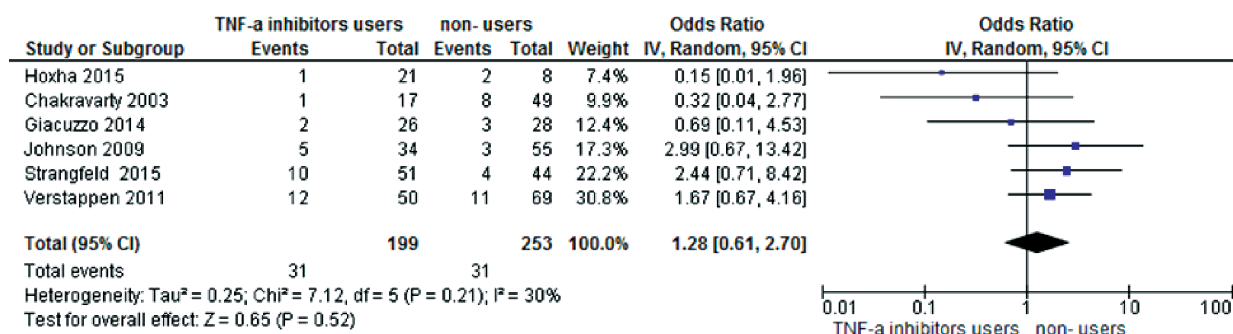 TNF-a inhibitors users non- users Odds Ratio Odds Ratio
Study or Subgroup Events Total Events Total Weight IV, Random, 95% CI IV, Random, 95% CI
Hoxha 2015 1 21 2 8 7.4% 0.15 [0.01, 1.96]
Chakravarty 2003 1 17 8 49 9.9% 0.32 [0.04, 2.77]
Giacuzzo 2014 2 26 3 28 12.4% 0.69 [0.11, 4.53]
Johnson 2009 5 34 3 55 17.3% 2.99 [0.67, 13.42]
Strangfeld 2015 10 51 4 44 22.2% 2.44 [0.71, 8.42]
Verstappen 2011 12 50 11 69 30.8% 1.67 [0.67, 4.16]
Total (95% CI) 199 253 100.0% 1.28 [0.61, 2.70]
Total events 31 31
Heterogeneity: Tau² = 0.25; Chi² = 7.12, df = 5 (P = 0.21); I² = 30%
Test for overall effect: Z = 0.65 (P = 0.52)
0.01 0.1 1 10 100
TNF-a inhibitors users non- users